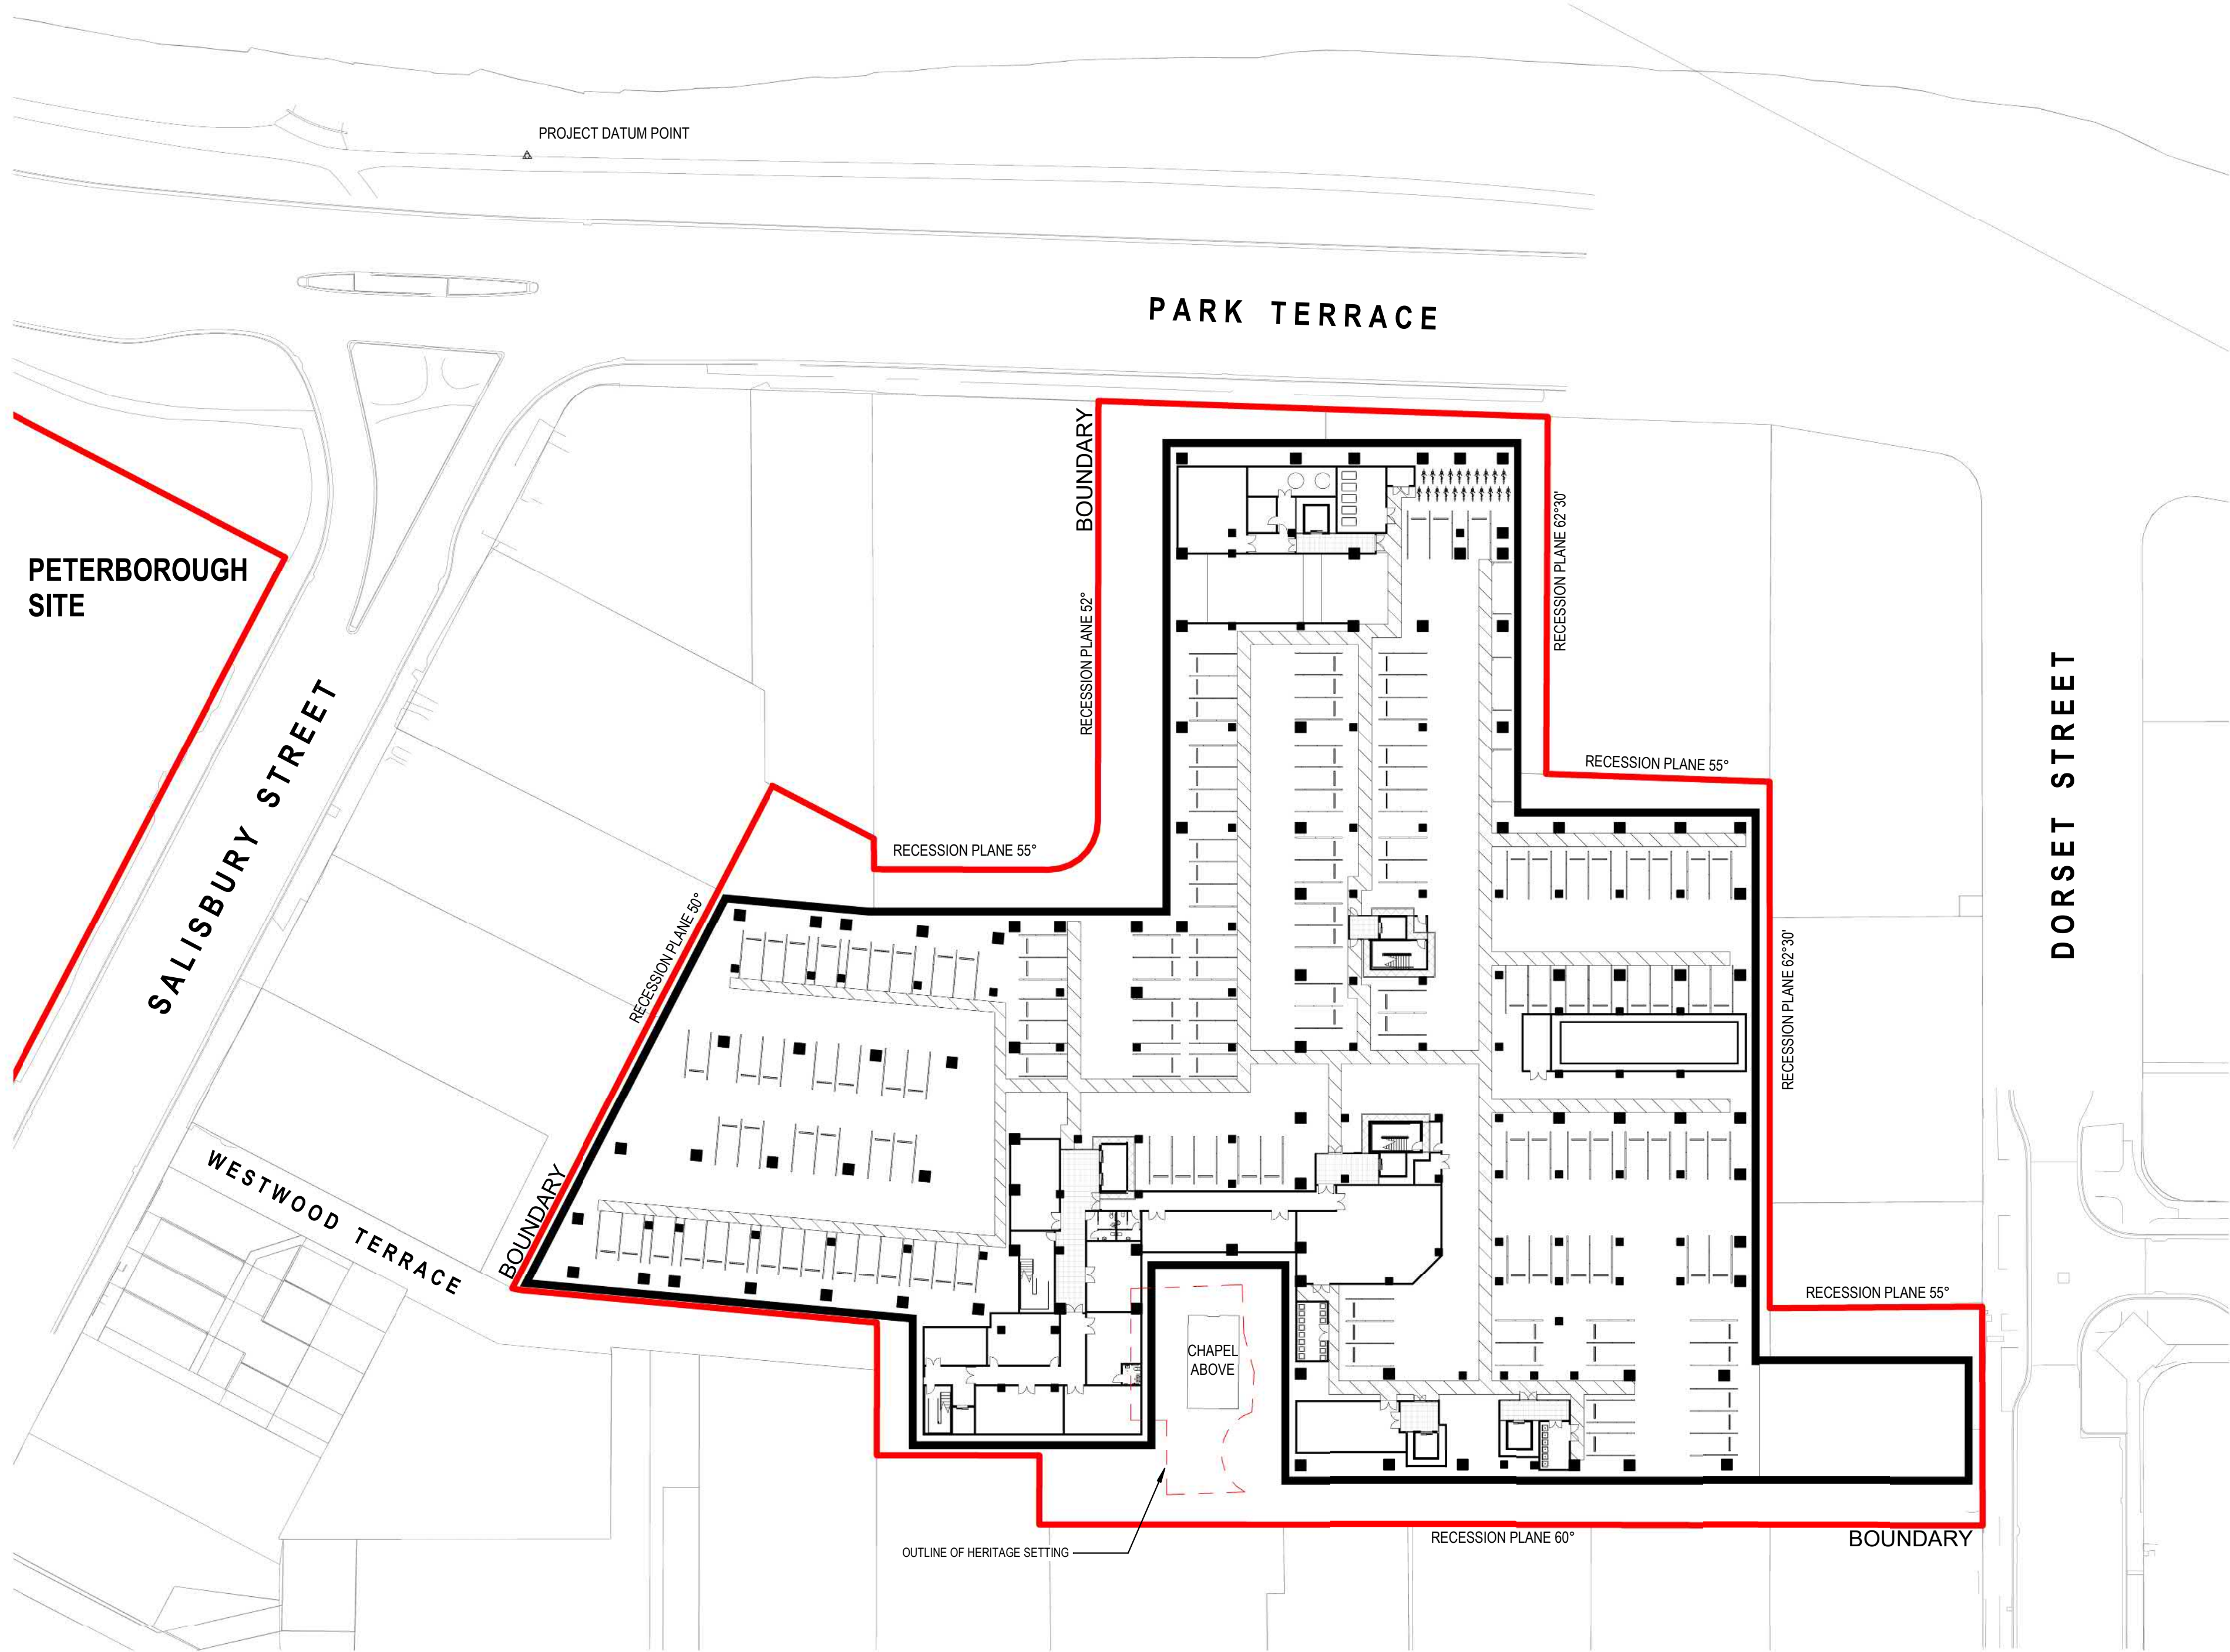 PROJECT DATUM POINT
PARK TERRACE
BOUNDARY
RECESSION PLANE 62°30'
PETERBOROUGH
SITE
RECESSION PLANE 52°
SALISBURY STREET
DORSET STREET
RECESSION PLANE 55°
RECESSION PLANE 55°
RECESSION PLANE 50°
RECESSION PLANE 62°30'
WESTWOOD TERRACE
BOUNDARY
RECESSION PLANE 55°
CHAPEL
ABOVE
OUTLINE OF HERITAGE SETTING
RECESSION PLANE 60°
BOUNDARY